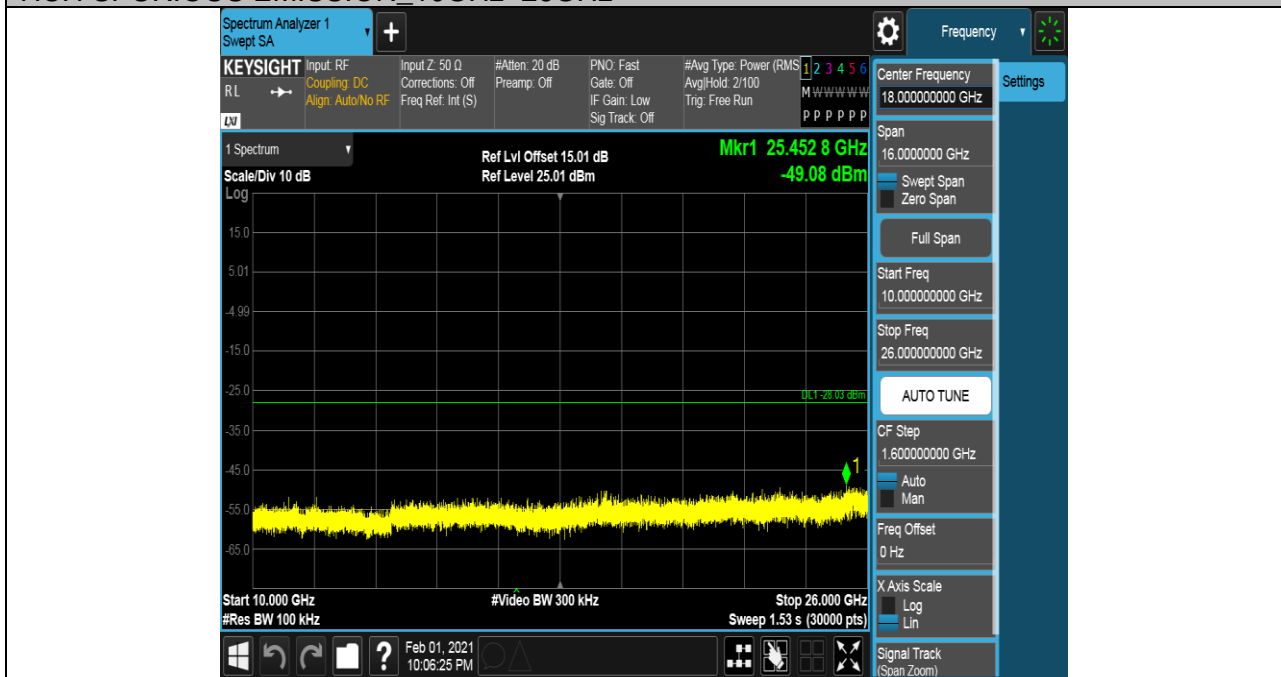 Spectrum Analyzer 1
Swept SA
+
Frequency
KEYSIGHT
RL
LXI
Input: RF
Coupling: DC
Align: Auto/No RF
Input Z: 50 Ω
Corrections: Off
Freq Ref: Int (S)
#Atten: 20 dB
Preamp: Off
PNO: Fast
Gate: Off
IF Gain: Low
Sig Track: Off
#Avg Type: Power (RMS
Avg|Hold: 2/100
Trig: Free Run
1 2 3 4 5 6
M W W W W W
P P P P P P
1 Spectrum
Scale/Div 10 dB
Ref Lvl Offset 15.01 dB
Ref Level 25.01 dBm
Mkr1 25.452 8 GHz
-49.08 dBm
Log
15.0
5.01
-4.99
-15.0
-25.0
DL1 -28.03 dBm
-35.0
-45.0
1
-55.0
-65.0
Start 10.000 GHz
#Video BW 300 kHz
Stop 26.000 GHz
#Res BW 100 kHz
Sweep 1.53 s (30000 pts)
?
Feb 01, 2021
10:06:25 PM
Center Frequency
18.000000000 GHz
Settings
Span
16.0000000 GHz
Swept Span
Zero Span
Full Span
Start Freq
10.000000000 GHz
Stop Freq
26.000000000 GHz
AUTO TUNE
CF Step
1.600000000 GHz
Auto
Man
Freq Offset
0 Hz
X Axis Scale
Log
Lin
Signal Track
(Span Zoom)